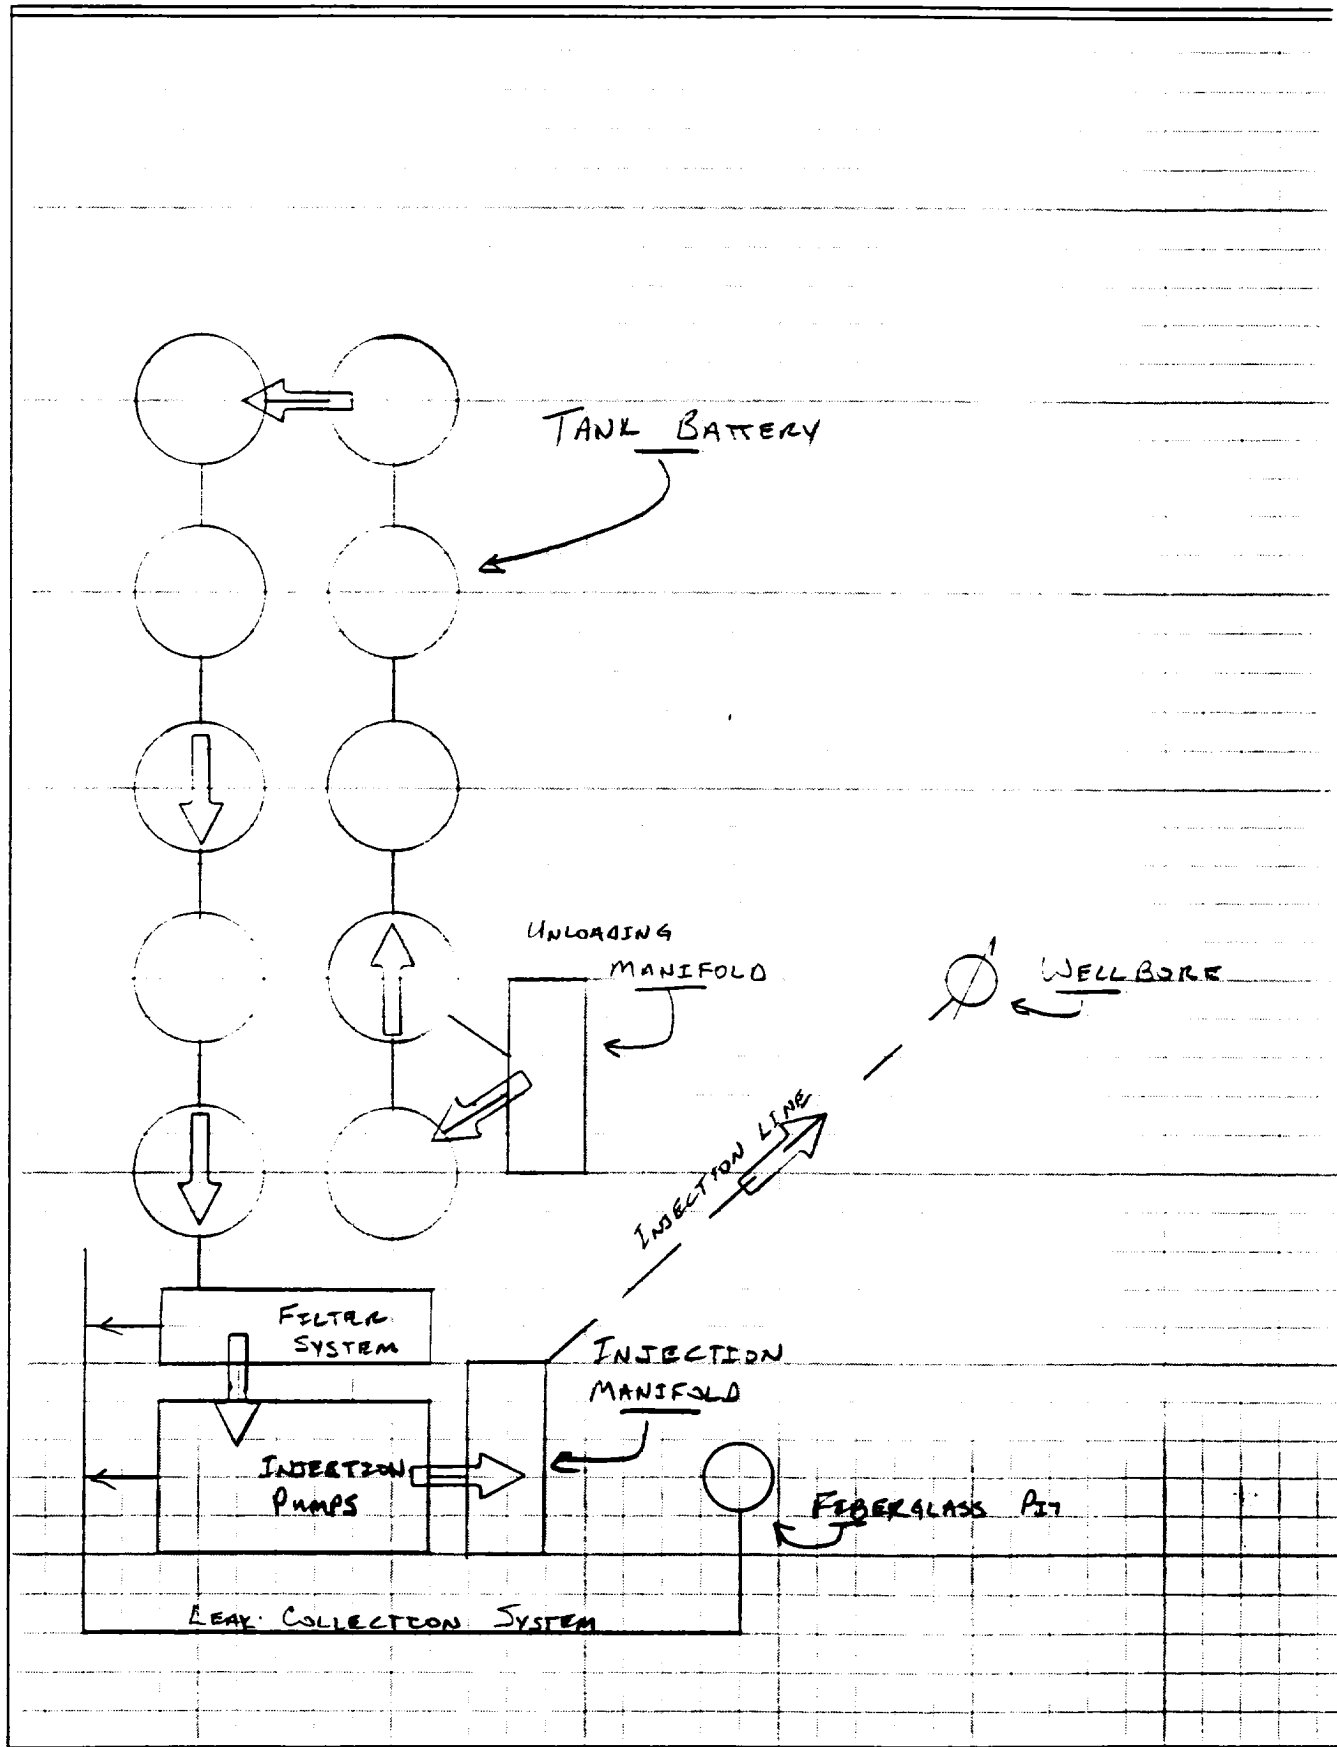 TANK BATTERY
UNLOADING
MANIFOLD
WELLBORE
INJECTION LINE
FILTER
SYSTEM
INJECTION
MANIFOLD
INJECTION
PUMPS
FIBERGLASS PIT
LEAK COLLECTION SYSTEM